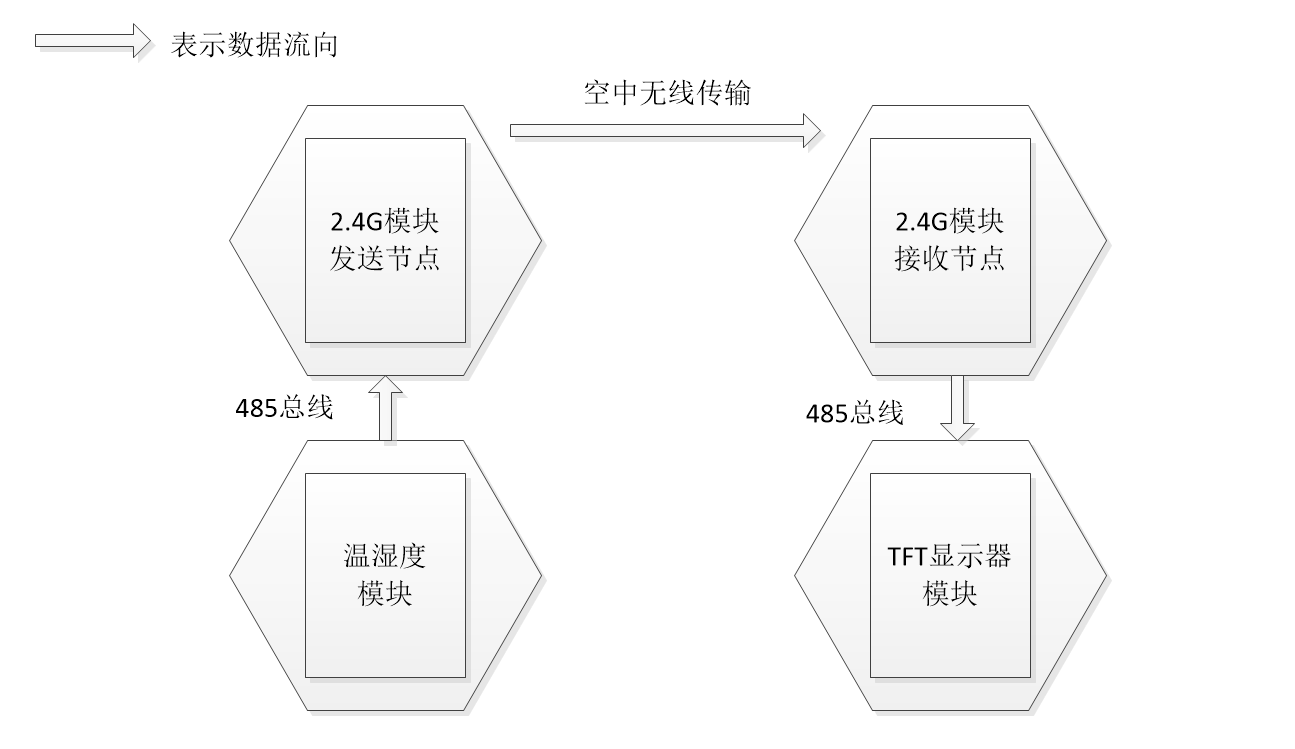 表示数据流向
空中无线传输
2.4G模块
发送节点
2.4G模块
接收节点
485总线
485总线
温湿度
模块
TFT显示器
模块